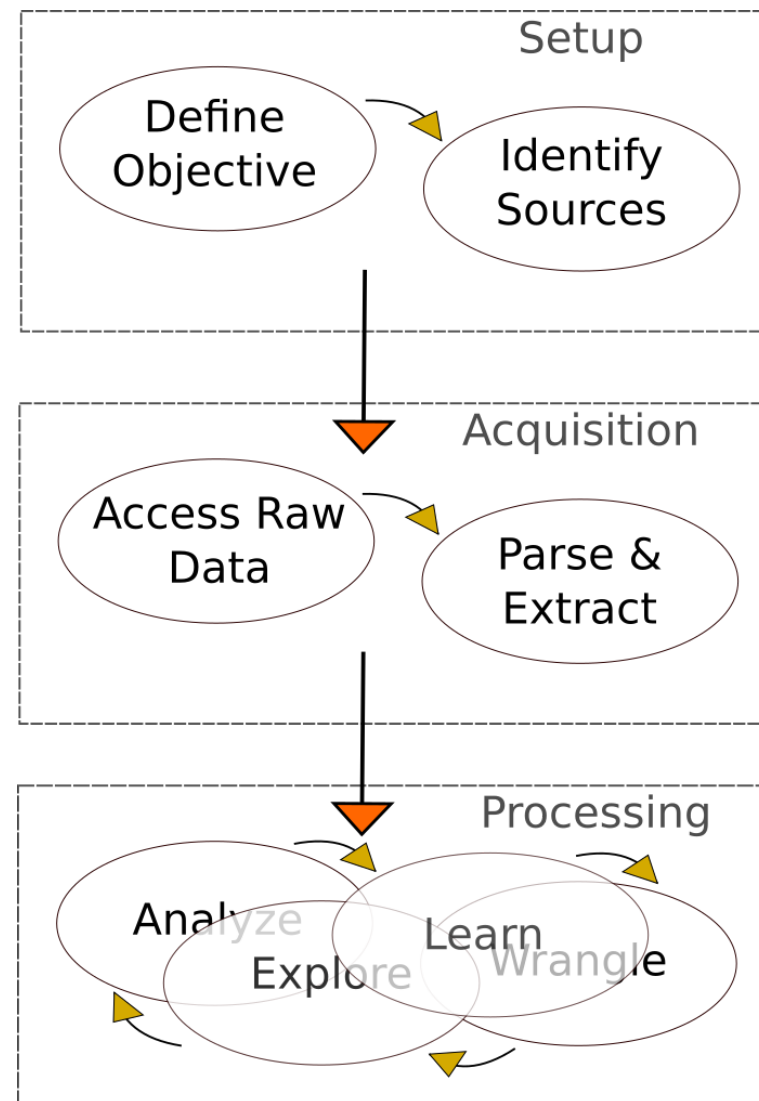 Setup
Define
Objective
Identify
Sources
Acquisition
Access Raw
Data
Parse &
Extract
Processing
Analyze
Learn
Explore
Wrangle